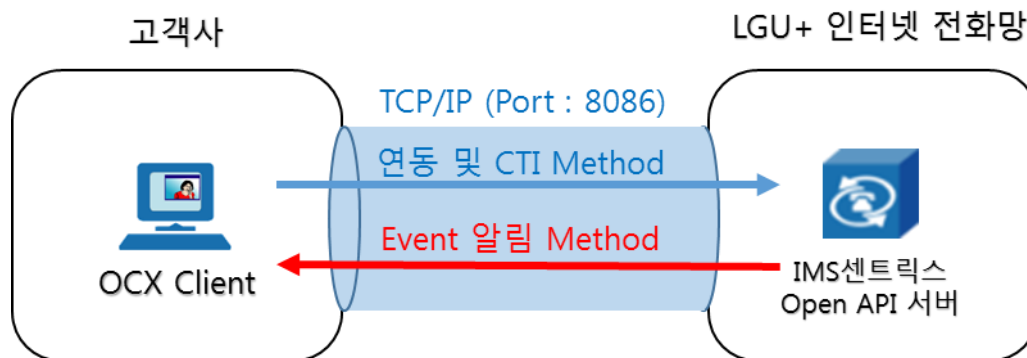 고객사
LGU+ 인터넷 전화망
TCP/IP (Port : 8086)
연동 및 CTI Method
Event 알림 Method
OCX Client
IMS센트릭스
Open API 서버